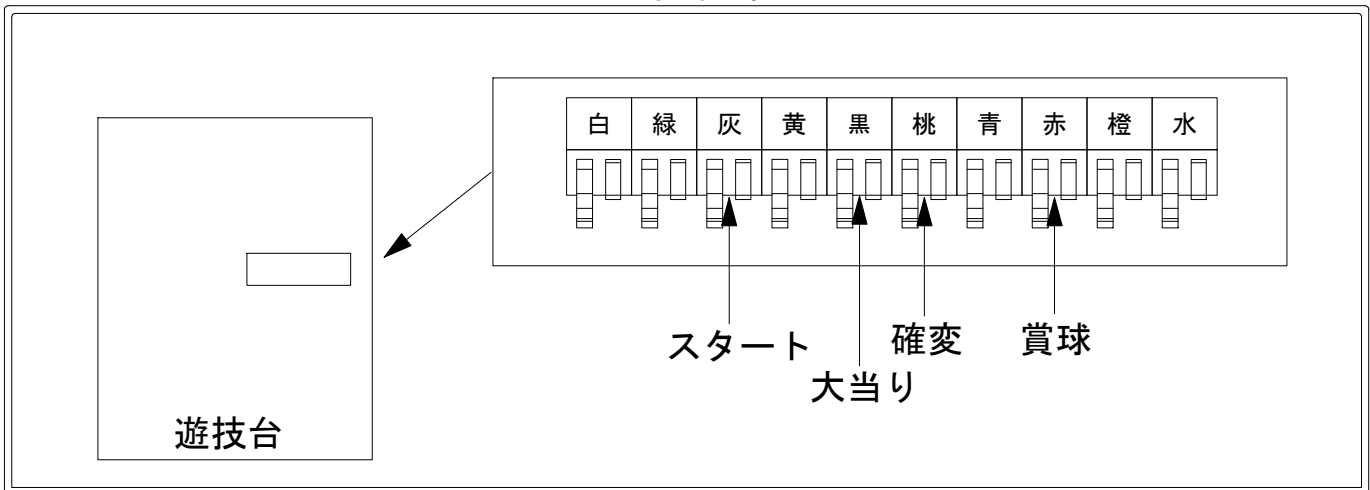 白 緑 灰 黄 黒 桃 青 赤 橙 水
スタート
大当り
確変
賞球
遊技台